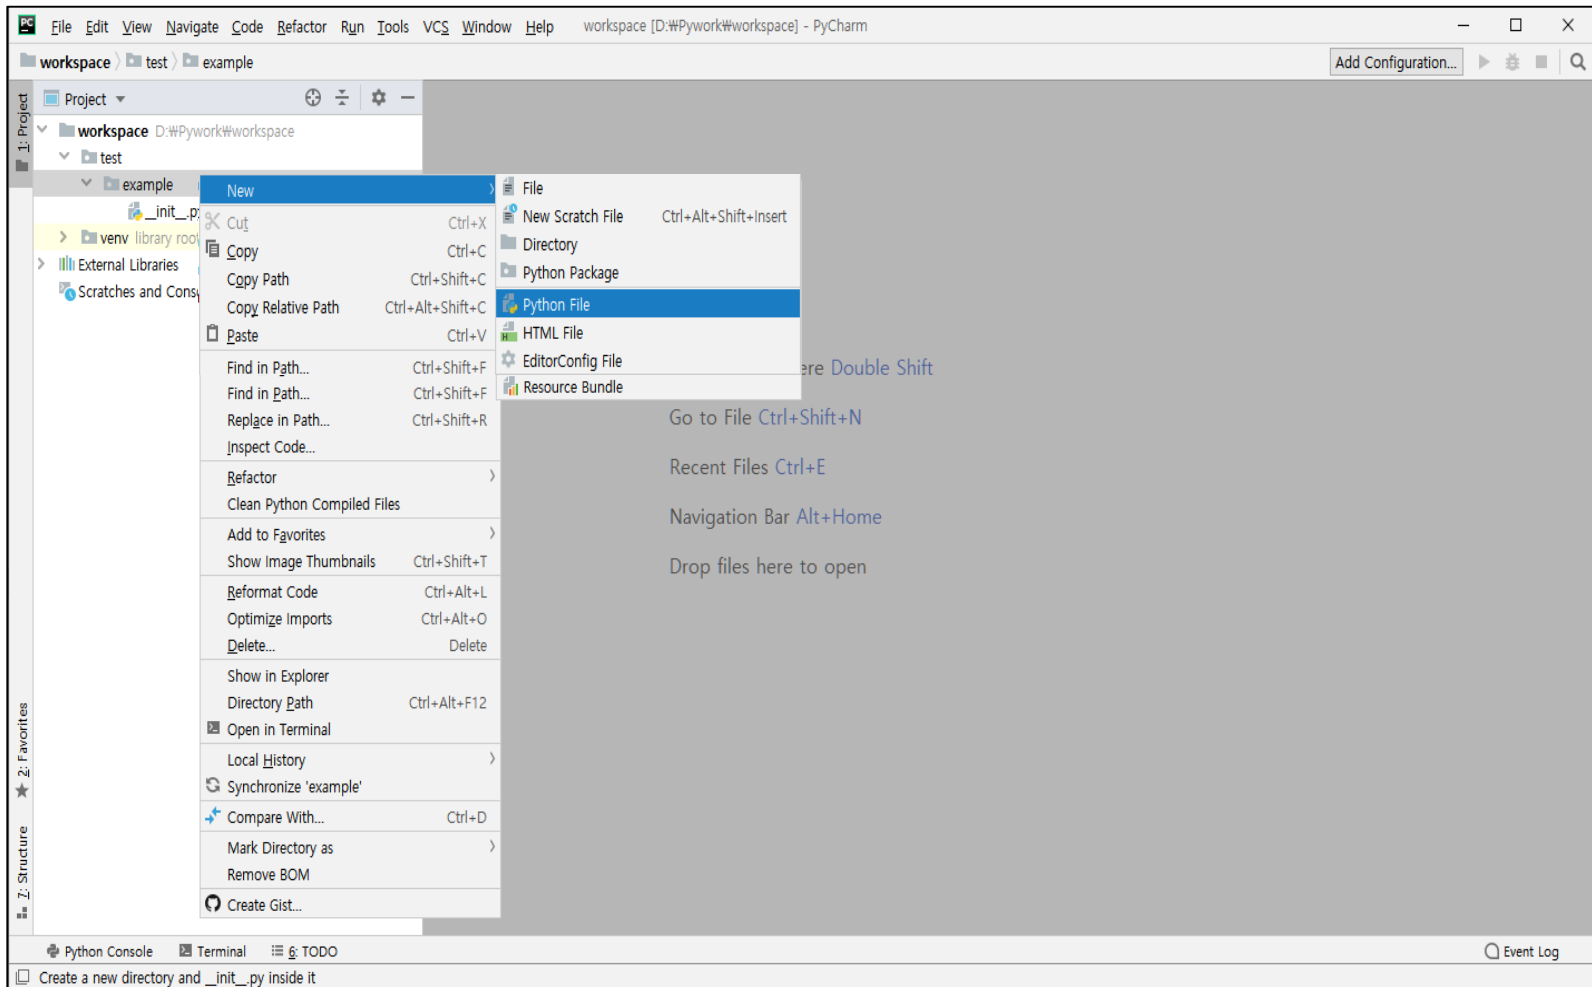 PC File Edit View Navigate Code Refactor Run Tools VCS Window Help workspace [D:₩Pywork₩workspace] - PyCharm
workspace test example Add Configuration...
1: Project
Project
workspace D:₩Pywork₩workspace
test
example
__init__.p
venv library roo
External Libraries
Scratches and Cons
New
Cut Ctrl+X
Copy Ctrl+C
Copy Path Ctrl+Shift+C
Copy Relative Path Ctrl+Alt+Shift+C
Paste Ctrl+V
Find in Path... Ctrl+Shift+F
Find in Path... Ctrl+Shift+F
Replace in Path... Ctrl+Shift+R
Inspect Code...
Refactor
Clean Python Compiled Files
Add to Favorites
Show Image Thumbnails Ctrl+Shift+T
Reformat Code Ctrl+Alt+L
Optimize Imports Ctrl+Alt+O
Delete... Delete
Show in Explorer
Directory Path Ctrl+Alt+F12
Open in Terminal
Local History
Synchronize 'example'
Compare With... Ctrl+D
Mark Directory as
Remove BOM
Create Gist...
File
New Scratch File Ctrl+Alt+Shift+Insert
Directory
Python Package
Python File
HTML File
EditorConfig File
Resource Bundle
ere Double Shift
Go to File Ctrl+Shift+N
Recent Files Ctrl+E
Navigation Bar Alt+Home
Drop files here to open
2: Favorites
7: Structure
Python Console Terminal 6: TODO Event Log
Create a new directory and __init__.py inside it